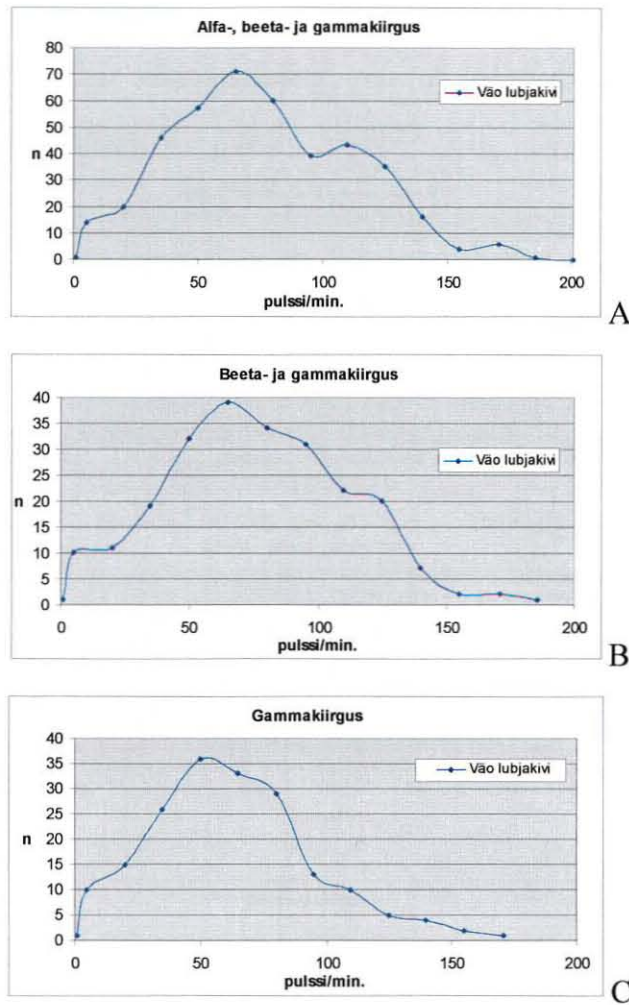 Alfa-, beeta- ja gammakiirgus
80
70
60
50
40
30
20
10
0
n
Väo lubjakivi
0 50 100 150 200
pulssi/min.
A
Beeta- ja gammakiirgus
40
35
30
25
20
15
10
5
0
n
Väo lubjakivi
0 50 100 150 200
pulssi/min.
B
Gammakiirgus
40
35
30
25
20
15
10
5
0
n
Väo lubjakivi
0 50 100 150 200
pulssi/min.
C